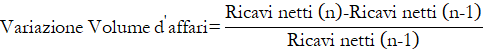 Variazione Volume d'affari= Ricavi netti (n)-Ricavi netti (n-1)
Ricavi netti (n-1)